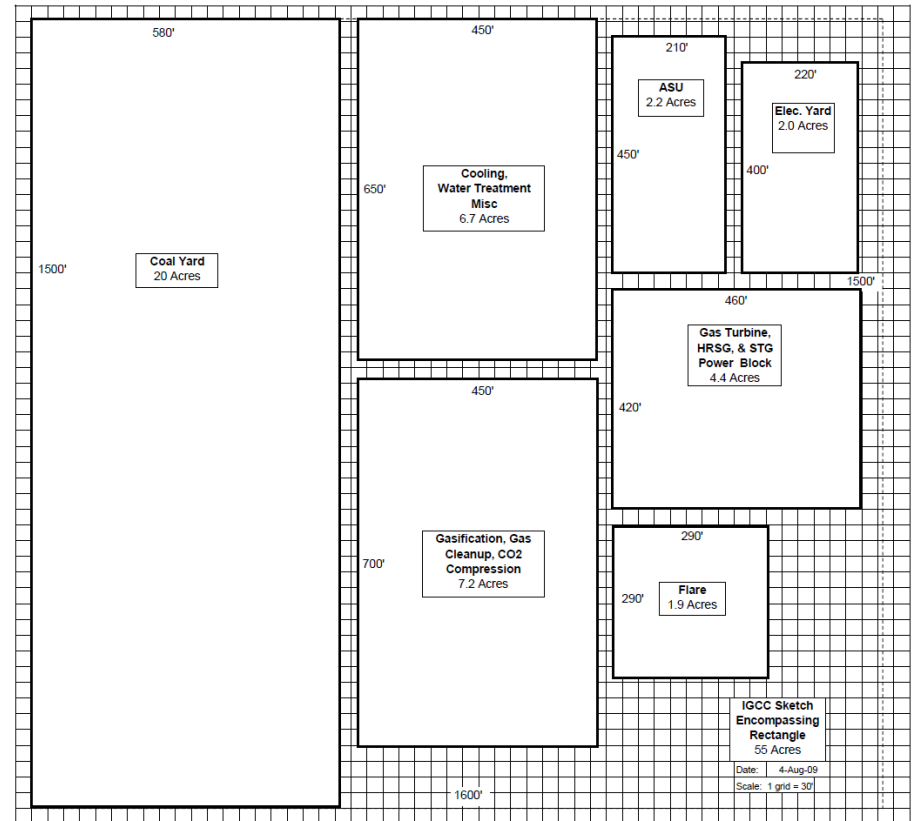 580'
1500'
Coal Yard
20 Acres
450'
650'
Cooling,
Water Treatment
Misc
6.7 Acres
210'
ASU
2.2 Acres
450'
220'
Elec. Yard
2.0 Acres
400'
1500'
460'
Gas Turbine,
HRSG, & STG
Power Block
4.4 Acres
420'
450'
700'
Gasification, Gas
Cleanup, CO2
Compression
7.2 Acres
290'
290'
Flare
1.9 Acres
IGCC Sketch
Encompassing
Rectangle
55 Acres
Date: 4-Aug-09
Scale: 1 grid = 30'
1600'